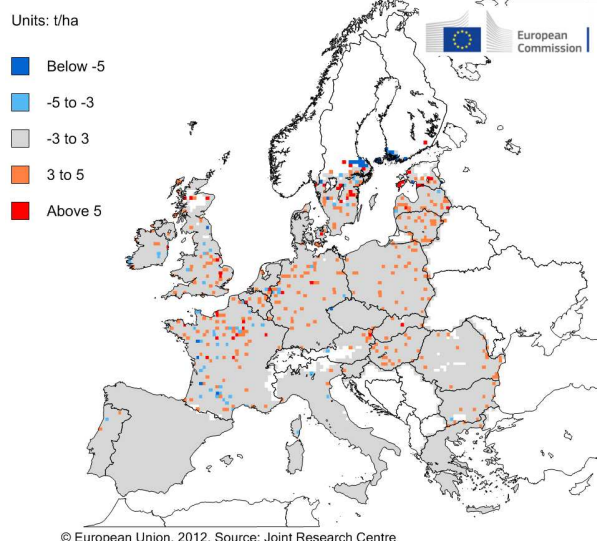 Units: t/ha
Below -5
-5 to -3
-3 to 3
3 to 5
Above 5
European
Commission
© European Union, 2012. Source: Joint Research Centre